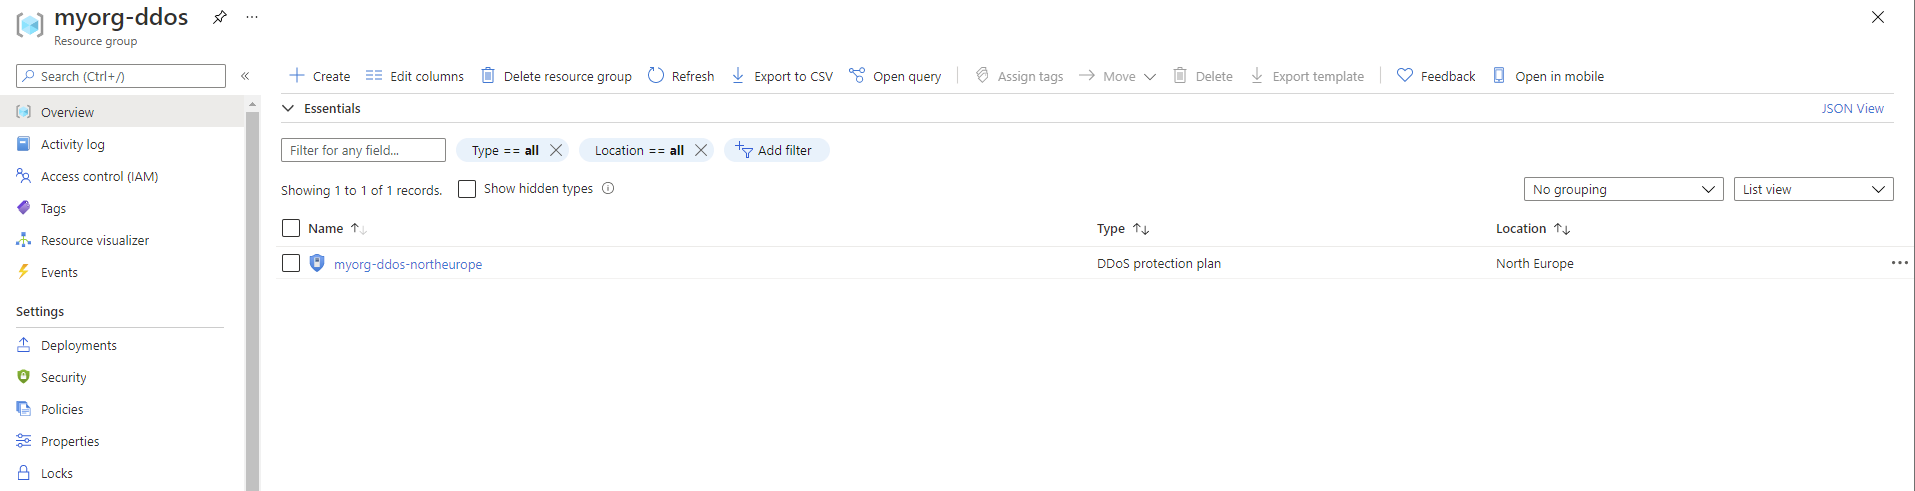 myorg-ddos
Resource group
Search (Ctrl+/)
Overview
Activity log
Access control (IAM)
Tags
Resource visualizer
Events
Settings
Deployments
Security
Policies
Properties
Locks
Create Edit columns Delete resource group Refresh Export to CSV Open query Assign tags Move Delete Export template Feedback Open in mobile
Essentials JSON View
Filter for any field... Type == all Location == all Add filter
Showing 1 to 1 of 1 records. Show hidden types No grouping List view
Name Type Location
myorg-ddos-northeurope DDoS protection plan North Europe